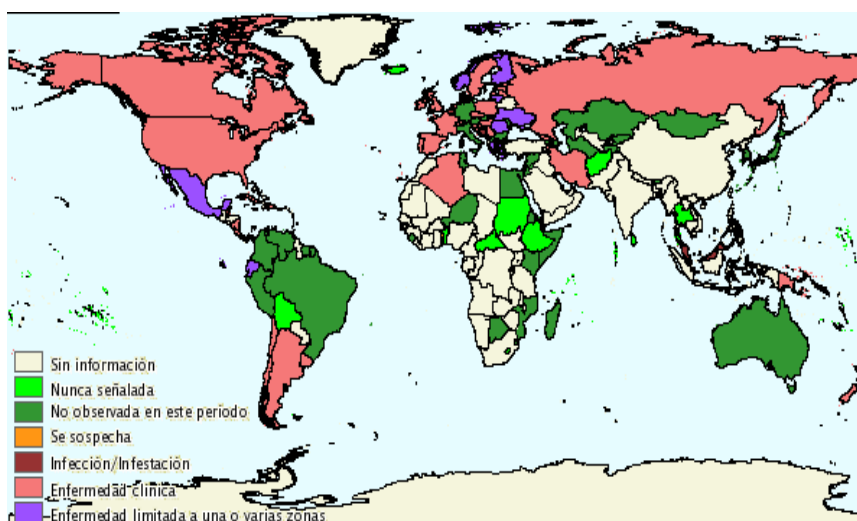 Sin información
Nunca señalada
No observada en este periodo
Se sospecha
Infección/Infestación
Enfermedad clínica
Enfermedad limitada a una o varias zonas